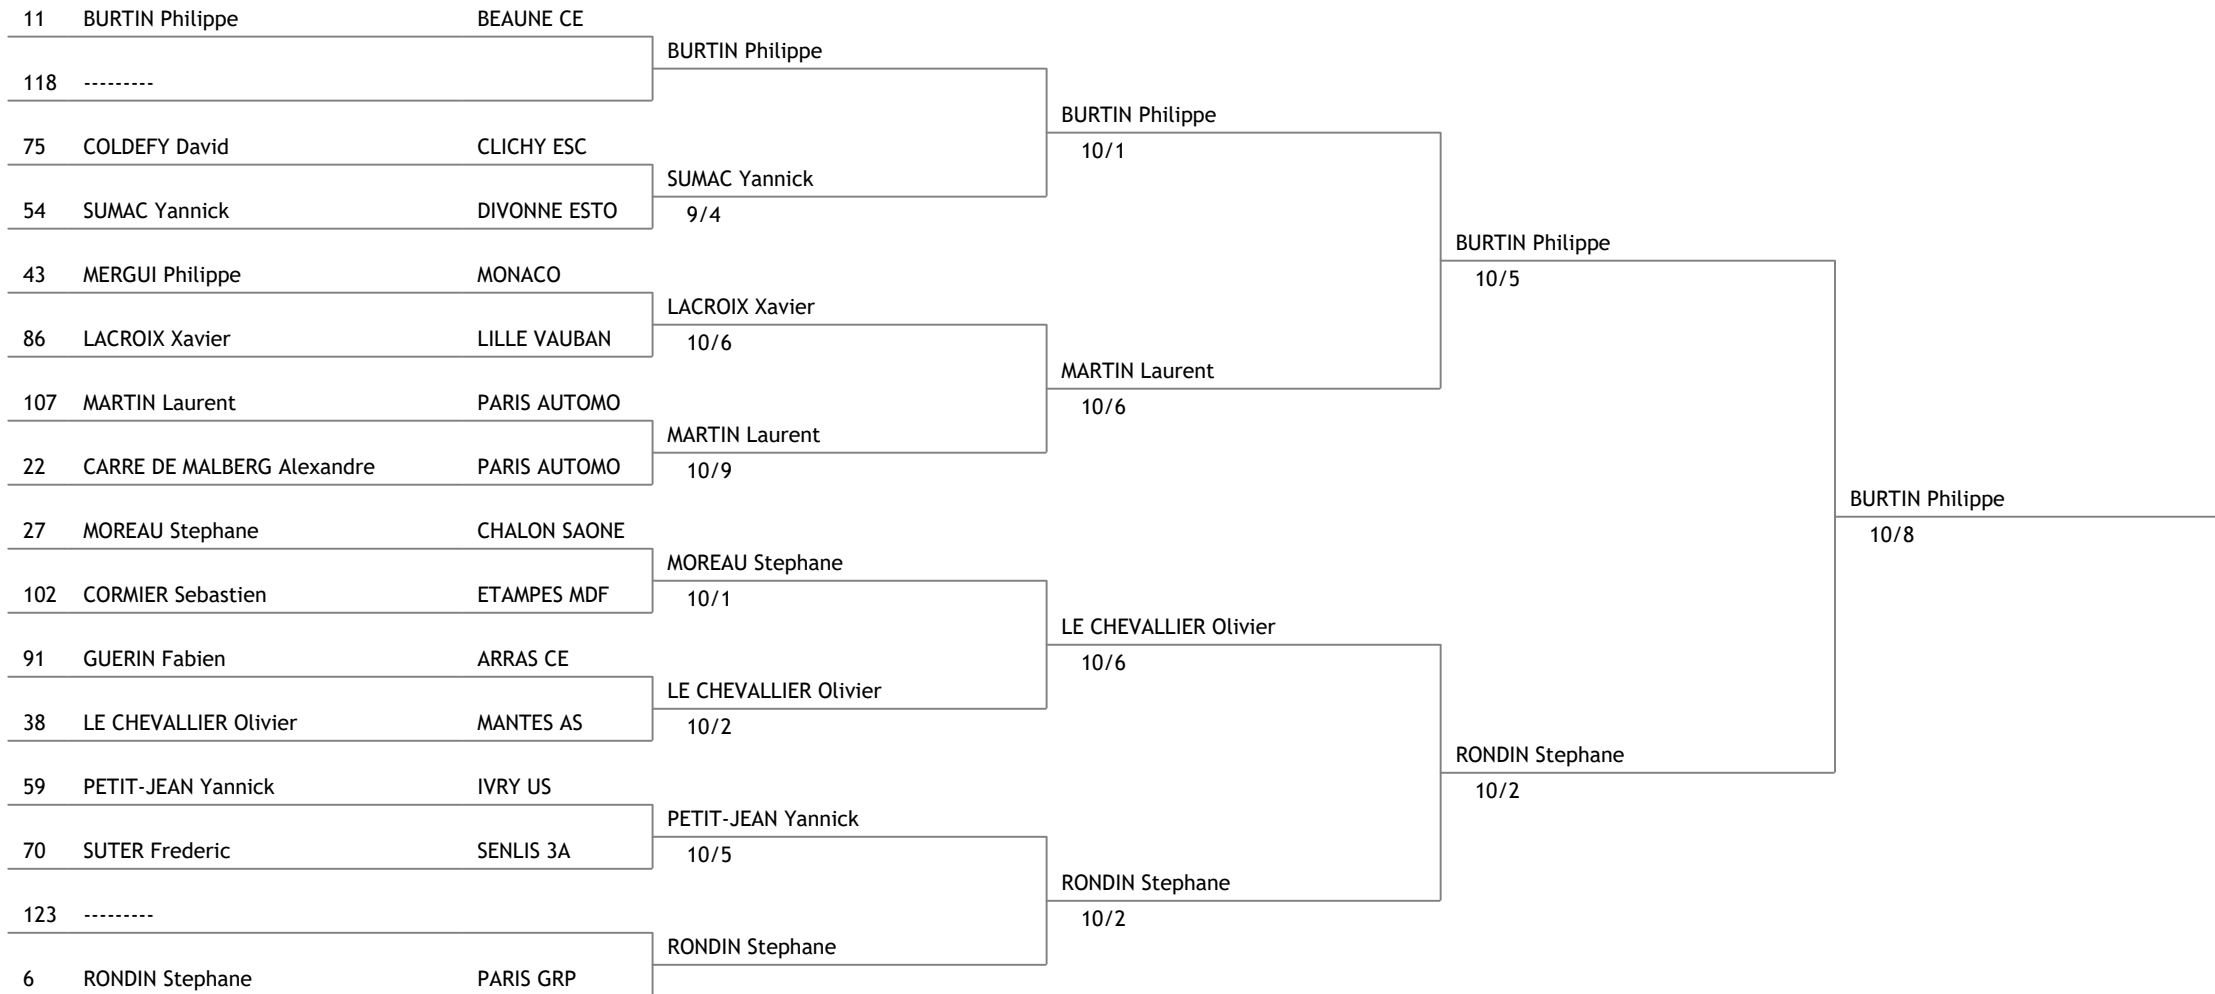 11 BURTIN Philippe BEAUNE CE
BURTIN Philippe
118 ---------
BURTIN Philippe
10/1
75 COLDEFY David CLICHY ESC
SUMAC Yannick
9/4
54 SUMAC Yannick DIVONNE ESTO
BURTIN Philippe
10/5
43 MERGUI Philippe MONACO
LACROIX Xavier
10/6
86 LACROIX Xavier LILLE VAUBAN
MARTIN Laurent
10/6
107 MARTIN Laurent PARIS AUTOMO
MARTIN Laurent
10/9
22 CARRE DE MALBERG Alexandre PARIS AUTOMO
BURTIN Philippe
10/8
27 MOREAU Stephane CHALON SAONE
MOREAU Stephane
10/1
102 CORMIER Sebastien ETAMPES MDF
LE CHEVALLIER Olivier
10/6
91 GUERIN Fabien ARRAS CE
LE CHEVALLIER Olivier
10/2
38 LE CHEVALLIER Olivier MANTES AS
RONDIN Stephane
10/2
59 PETIT-JEAN Yannick IVRY US
PETIT-JEAN Yannick
10/5
70 SUTER Frederic SENLIS 3A
RONDIN Stephane
10/2
123 ---------
RONDIN Stephane
6 RONDIN Stephane PARIS GRP